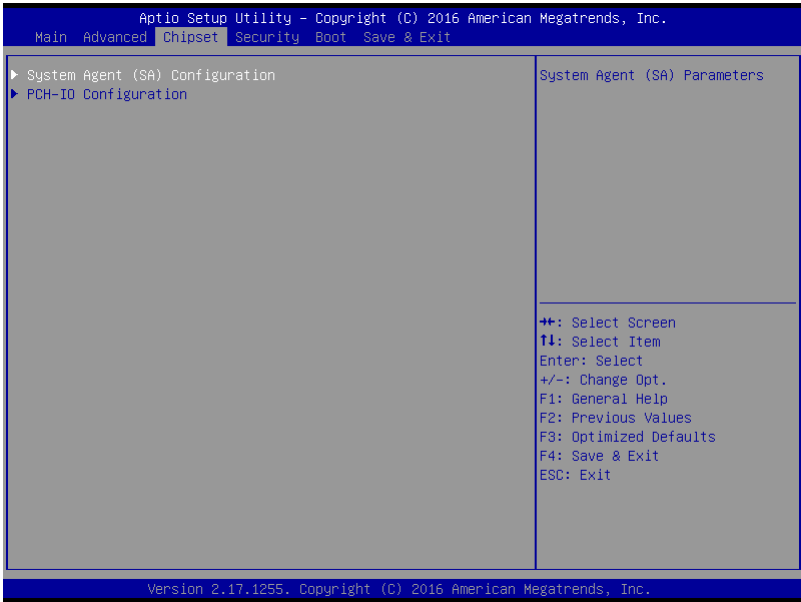 Aptio Setup Utility – Copyright (C) 2016 American Megatrends, Inc.
Main Advanced Chipset Security Boot Save & Exit
▶ System Agent (SA) Configuration
▶ PCH-IO Configuration
System Agent (SA) Parameters
→←: Select Screen
↑↓: Select Item
Enter: Select
+/-: Change Opt.
F1: General Help
F2: Previous Values
F3: Optimized Defaults
F4: Save & Exit
ESC: Exit
Version 2.17.1255. Copyright (C) 2016 American Megatrends, Inc.